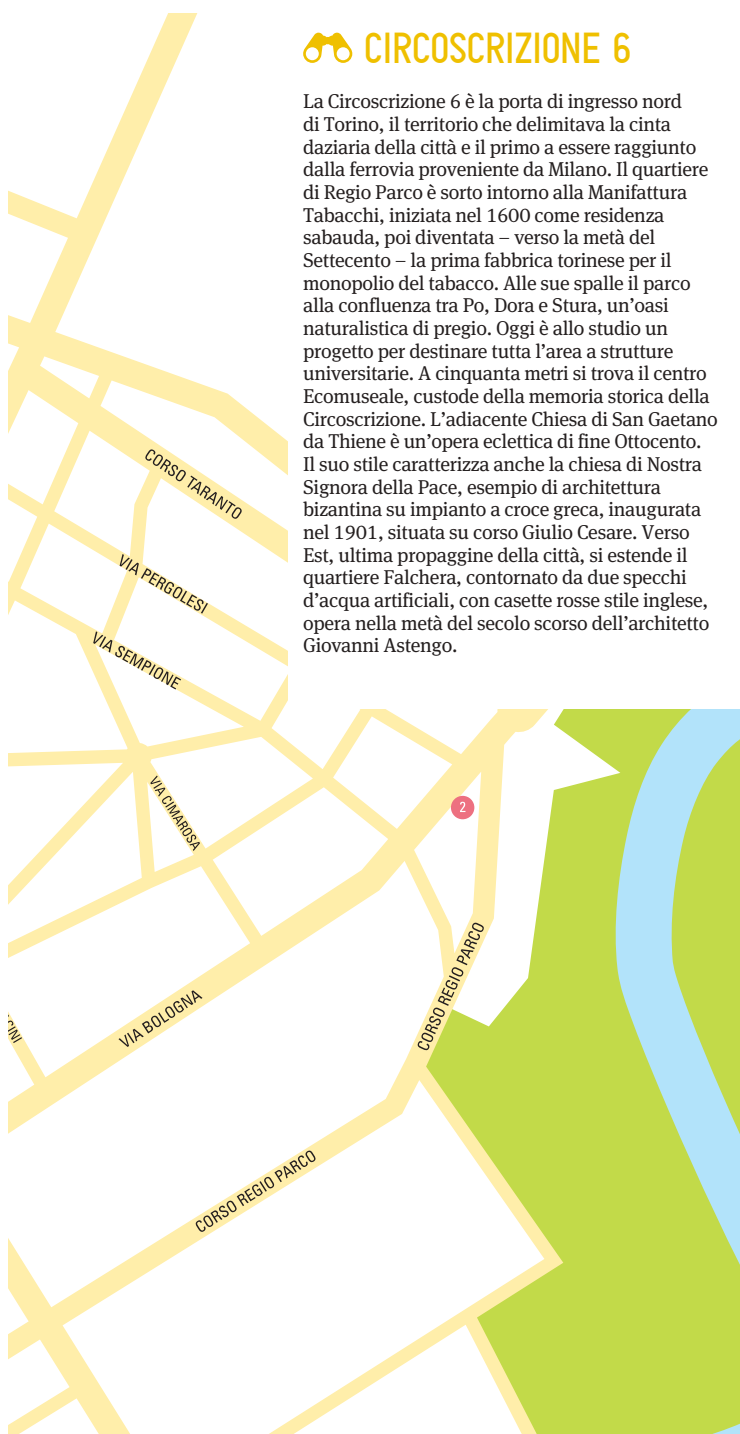 CIRCOSCRIZIONE 6
La Circoscrizione 6 è la porta di ingresso nord
di Torino, il territorio che delimitava la cinta
daziaria della città e il primo a essere raggiunto
dalla ferrovia proveniente da Milano. Il quartiere
di Regio Parco è sorto intorno alla Manifattura
Tabacchi, iniziata nel 1600 come residenza
sabauda, poi diventata – verso la metà del
Settecento – la prima fabbrica torinese per il
monopolio del tabacco. Alle sue spalle il parco
alla confluenza tra Po, Dora e Stura, un’oasi
naturalistica di pregio. Oggi è allo studio un
progetto per destinare tutta l’area a strutture
universitarie. A cinquanta metri si trova il centro
Ecomuseale, custode della memoria storica della
Circoscrizione. L’adiacente Chiesa di San Gaetano
da Thiene è un’opera eclettica di fine Ottocento.
Il suo stile caratterizza anche la chiesa di Nostra
Signora della Pace, esempio di architettura
bizantina su impianto a croce greca, inaugurata
nel 1901, situata su corso Giulio Cesare. Verso
Est, ultima propaggine della città, si estende il
quartiere Falchera, contornato da due specchi
d’acqua artificiali, con casette rosse stile inglese,
opera nella metà del secolo scorso dell’architetto
Giovanni Astengo.
CORSO TARANTO
VIA PERGOLESI
VIA SEMPIONE
VIA CIMAROSA
2
CORSO REGIO PARCO
VIA BOLOGNA
CORSO REGIO PARCO